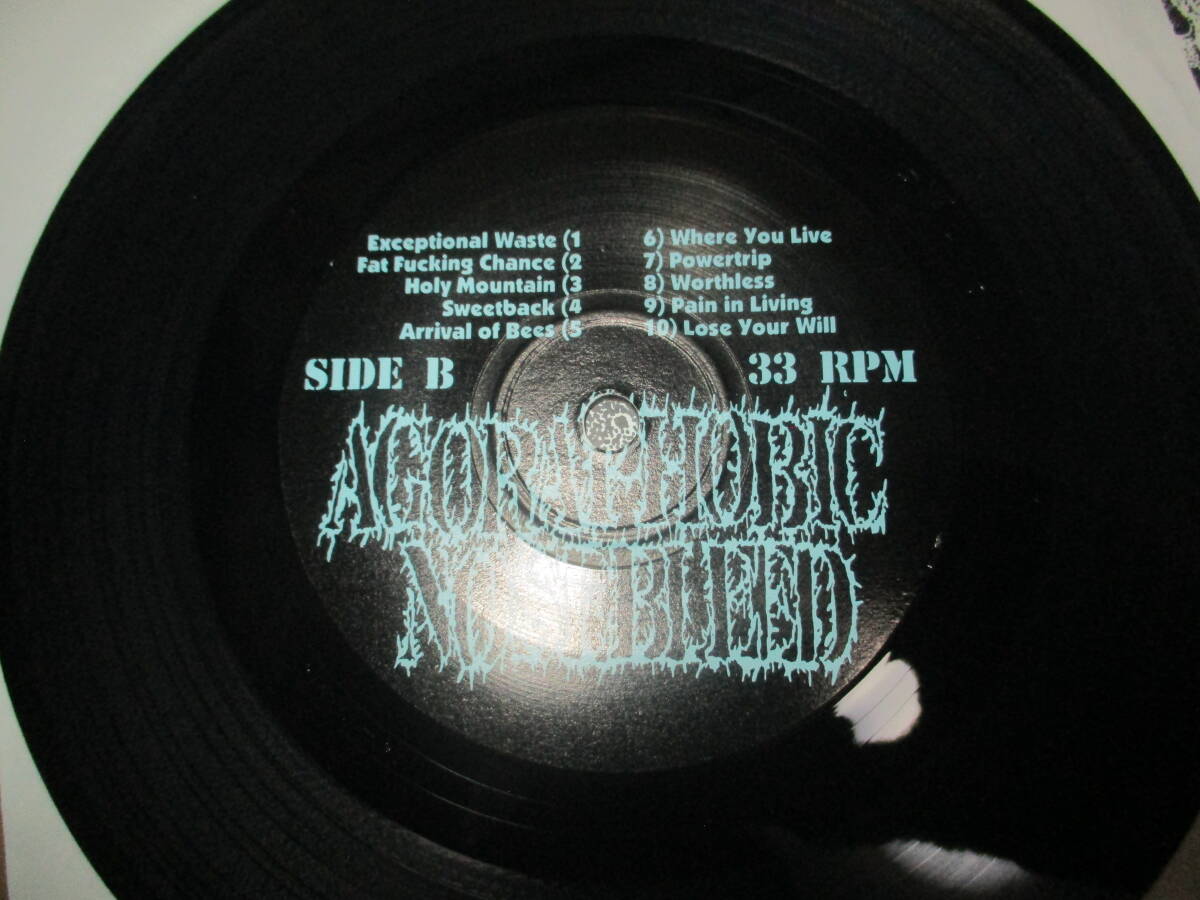 Exceptional Waste (1
Fat Fucking Chance (2
Holy Mountain (3
Sweetback (4
Arrival of Bees (5
6) Where You Live
7) Powertrip
8) Worthless
9) Pain in Living
10) Lose Your Will
SIDE B
33 RPM
AGORAPHOBIC
NOSEBLEED